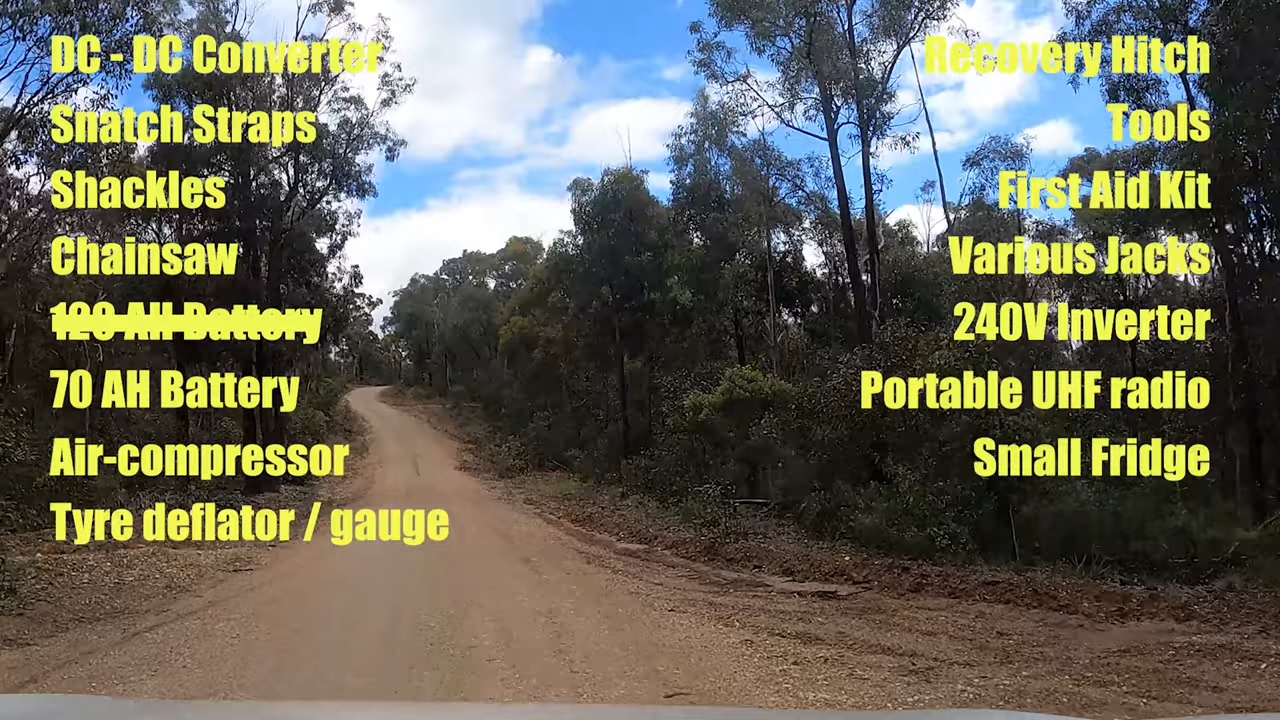 DC - DC Converter
Snatch Straps
Shackles
Chainsaw
120 AH Battery
70 AH Battery
Air-compressor
Tyre deflator / gauge
Recovery Hitch
Tools
First Aid Kit
Various Jacks
240V Inverter
Portable UHF radio
Small Fridge